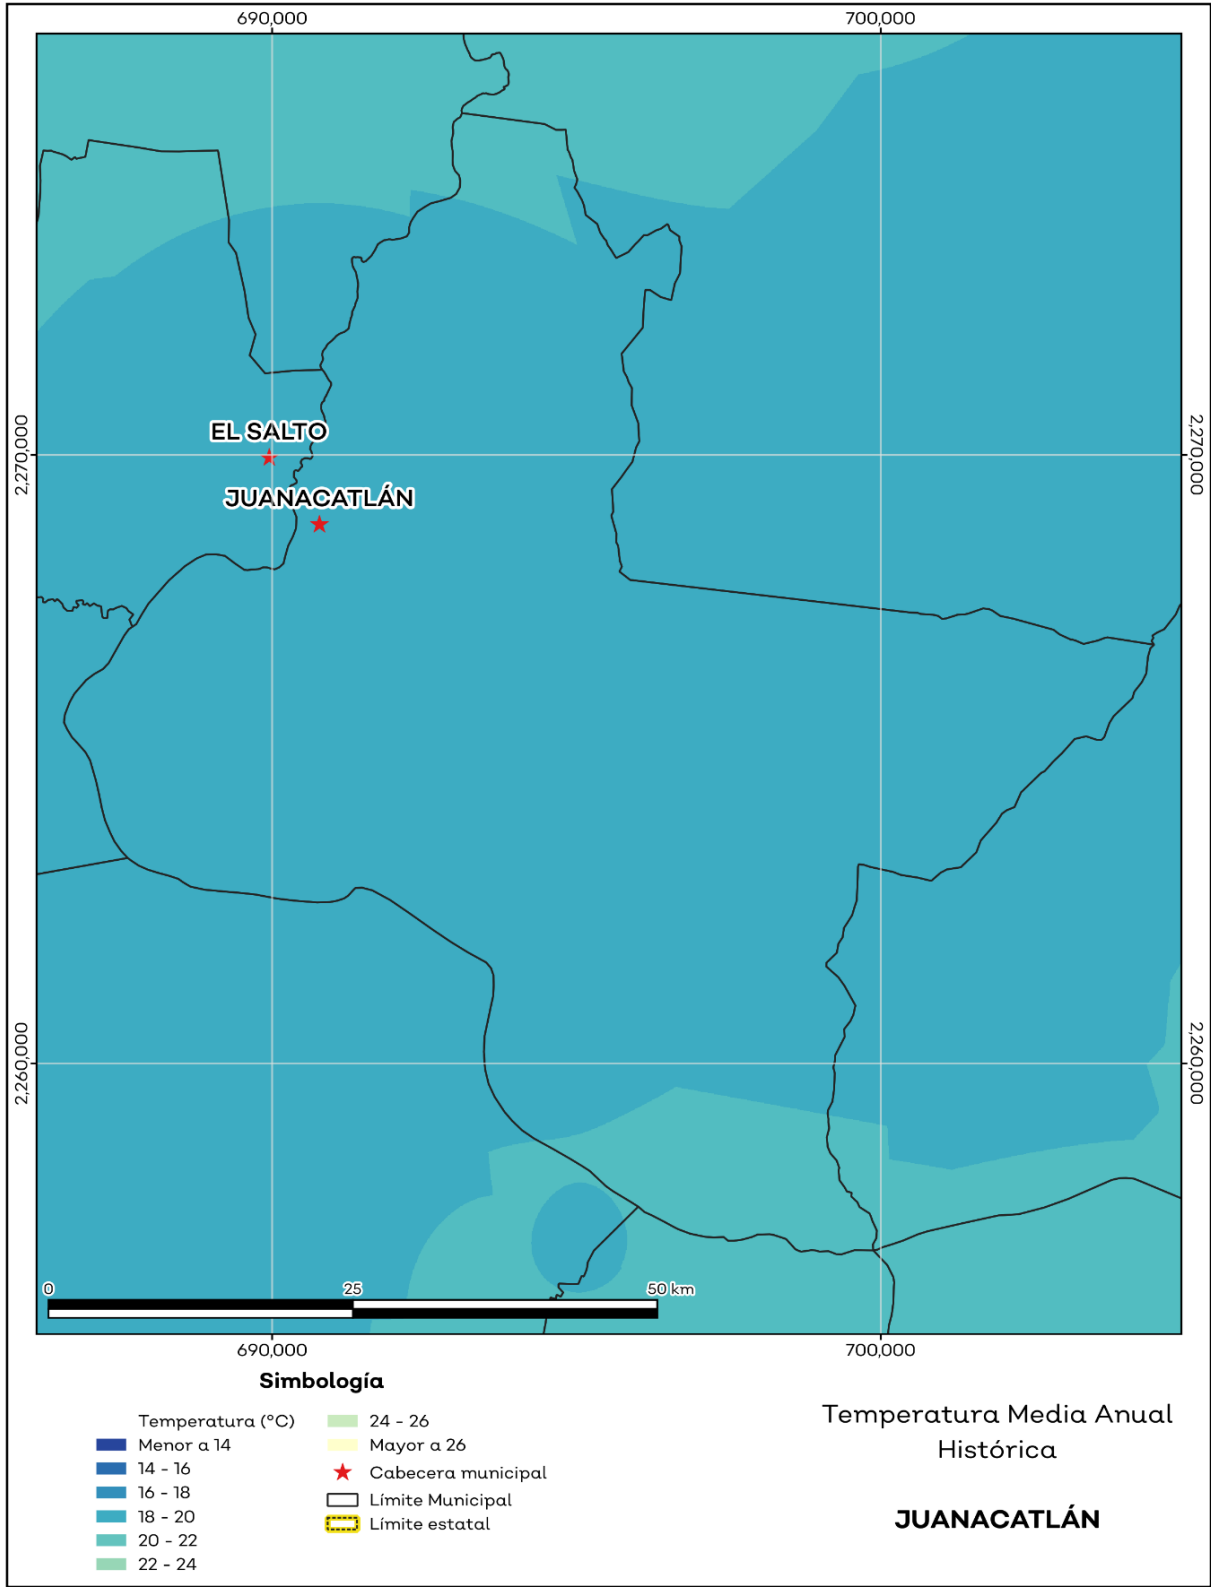 690,000
700,000
EL SALTO
2,270,000
2,270,000
JUANACATLÁN
2,260,000
2,260,000
0
25
50 km
690,000
700,000
Simbología
Temperatura (°C)
Menor a 14
14 - 16
16 - 18
18 - 20
20 - 22
22 - 24
24 - 26
Mayor a 26
Cabecera municipal
Límite Municipal
Límite estatal
Temperatura Media Anual
Histórica
JUANACATLÁN